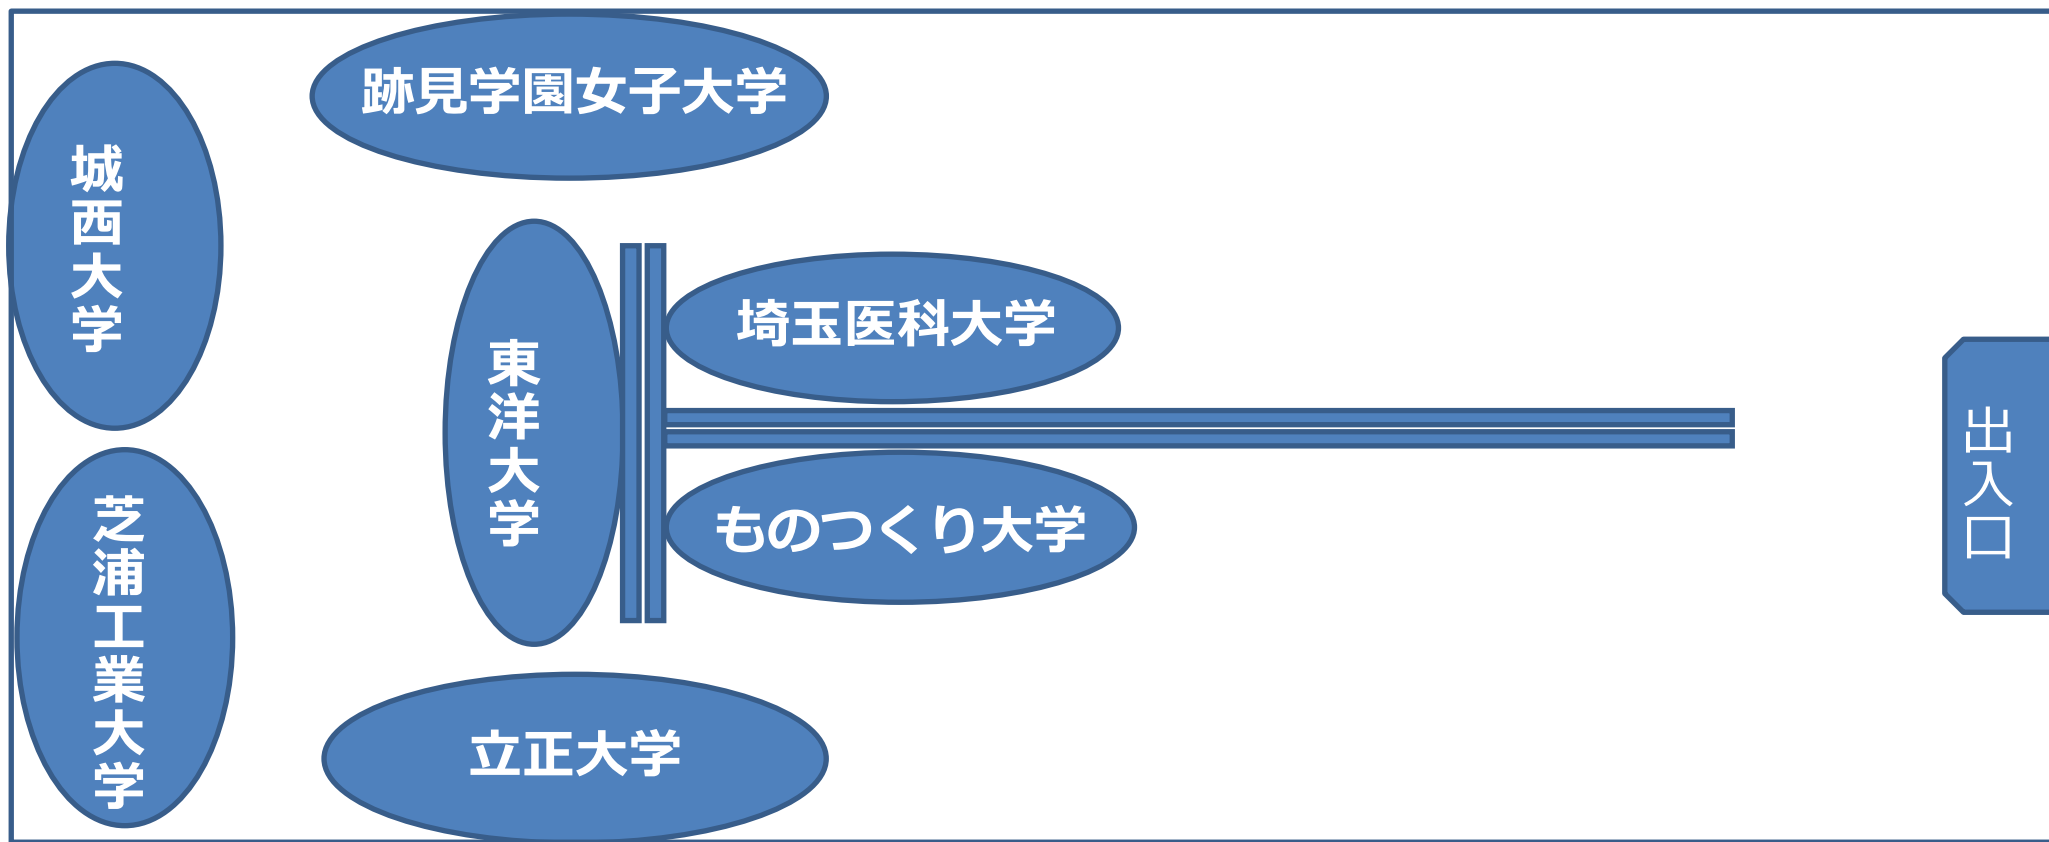 跡見学園女子大学
城西大学
埼玉医科大学
東洋大学
出入口
ものつくり大学
芝浦工業大学
立正大学